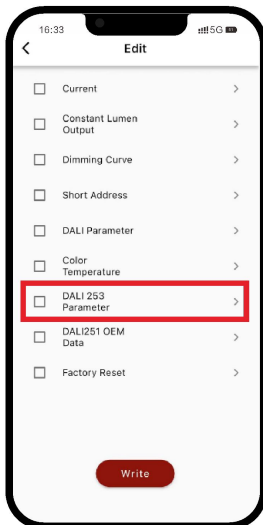 16:33 5G
Edit
Current
Constant Lumen
Output
Dimming Curve
Short Address
DALI Parameter
Color
Temperature
DALI 253
Parameter
DALI251 OEM
Data
Factory Reset
Write